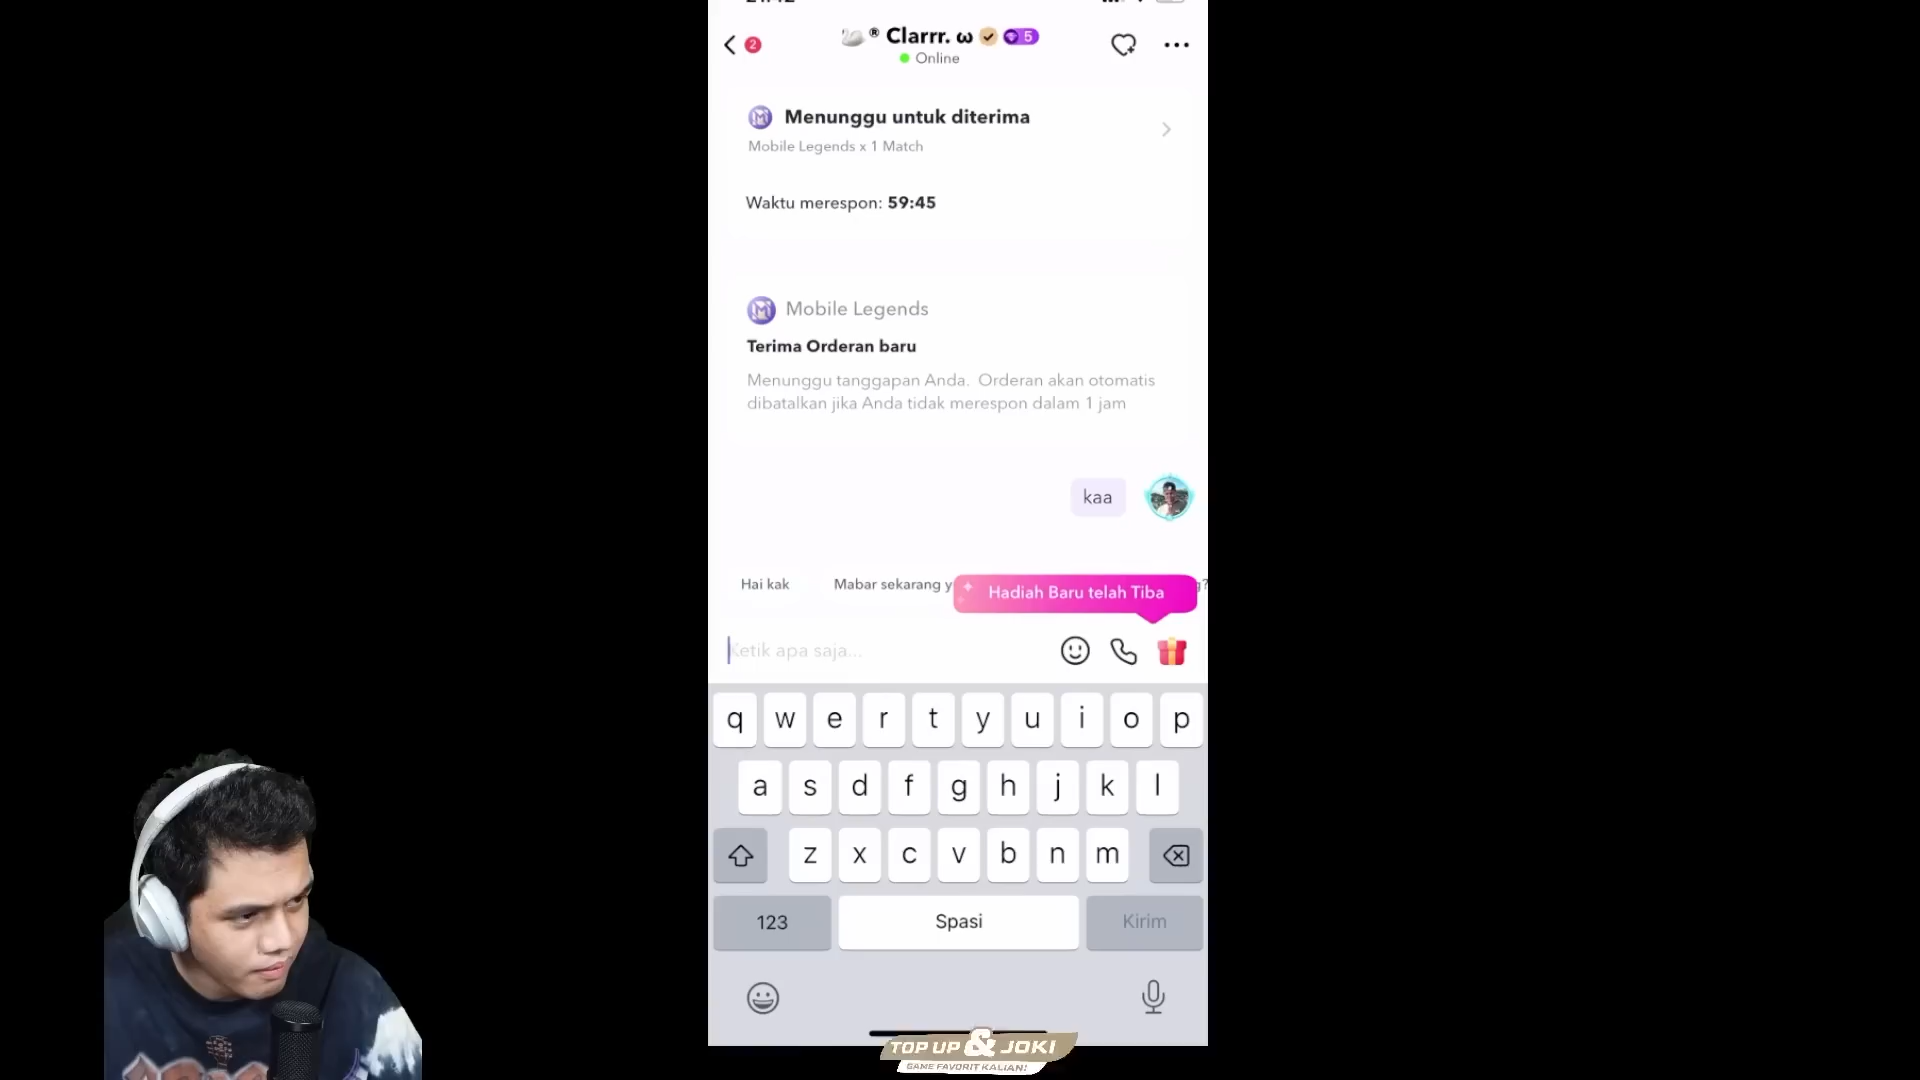 ® Clarrr. ω 5
2
Online
Menunggu untuk diterima
Mobile Legends x 1 Match
Waktu merespon: 59:45
Mobile Legends
Terima Orderan baru
Menunggu tanggapan Anda. Orderan akan otomatis
dibatalkan jika Anda tidak merespon dalam 1 jam
kaa
Hai kak
Mabar sekarang y
g?
Hadiah Baru telah Tiba
Ketik apa saja...
q w e r t y u i o p
a s d f g h j k l
z x c v b n m
123 Spasi Kirim
TOP UP & JOKI
GAME FAVORIT KALIAN!